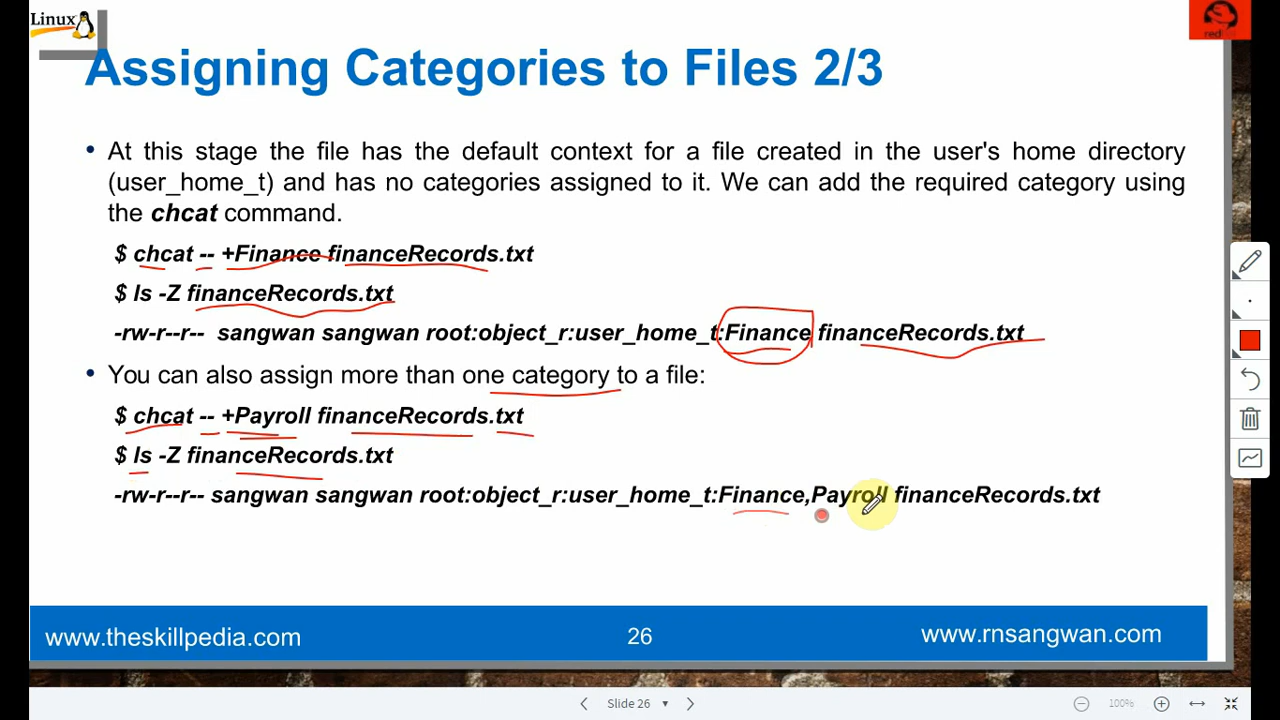 Linux
red
Assigning Categories to Files 2/3
• At this stage the file has the default context for a file created in the user's home directory
(user_home_t) and has no categories assigned to it. We can add the required category using
the chcat command.
$ chcat -- +Finance financeRecords.txt
$ ls -Z financeRecords.txt
-rw-r--r-- sangwan sangwan root:object_r:user_home_t:Finance financeRecords.txt
• You can also assign more than one category to a file:
$ chcat -- +Payroll financeRecords.txt
$ ls -Z financeRecords.txt
-rw-r--r-- sangwan sangwan root:object_r:user_home_t:Finance,Payroll financeRecords.txt
www.theskillpedia.com 26 www.rnsangwan.com
Slide 26 100%